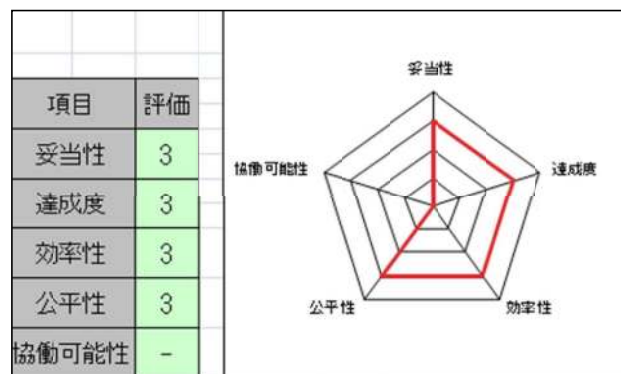 項目 評価
妥当性 3
達成度 3
効率性 3
公平性 3
協働可能性 -
妥当性
協働可能性 達成度
公平性 効率性